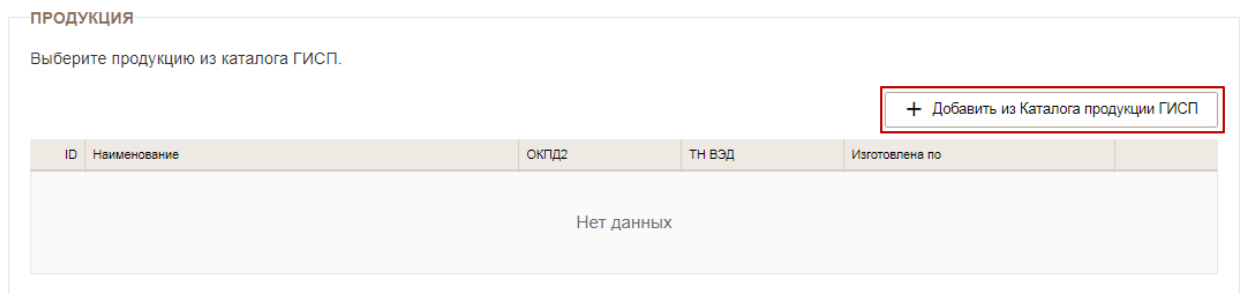 ПРОДУКЦИЯ
Выберите продукцию из каталога ГИСП.
+ Добавить из Каталога продукции ГИСП
ID Наименование ОКПД2 ТН ВЭД Изготовлена по
Нет данных